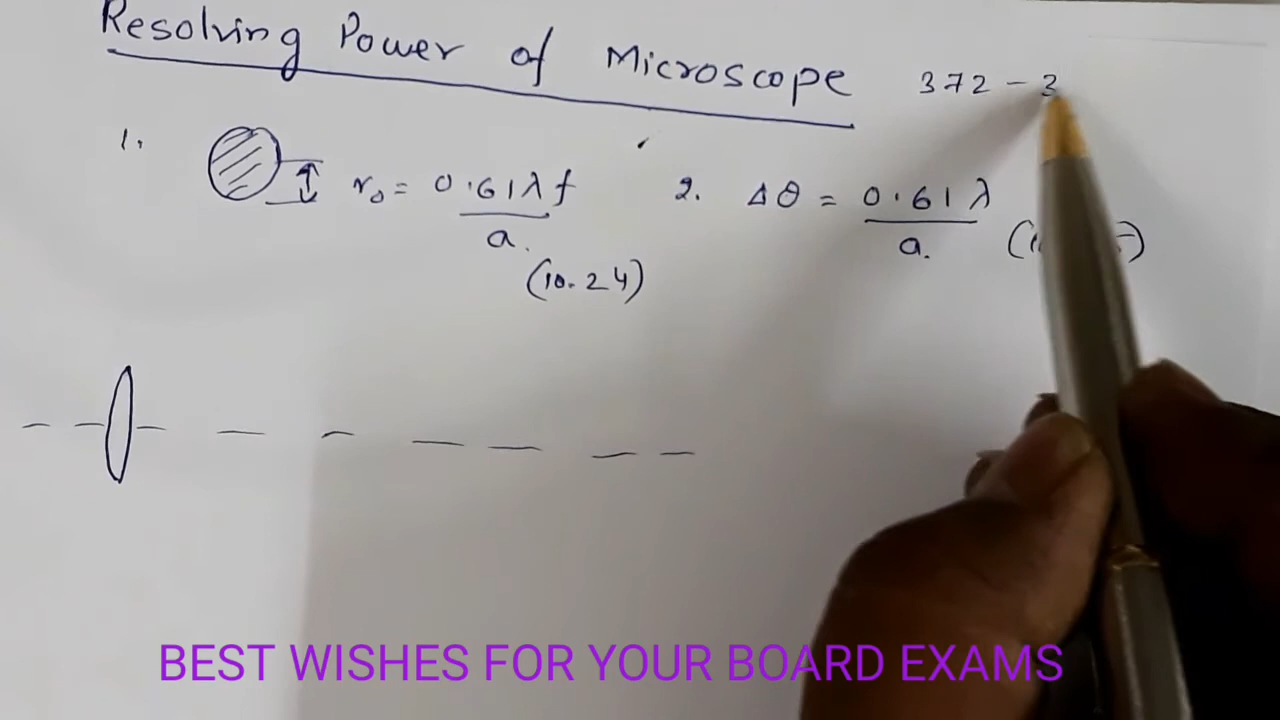 Resolving Power of Microscope 372 - 3
1. r₀ = 0.61λf / a. 2. Δθ = 0.61λ / a.
(10.24)
BEST WISHES FOR YOUR BOARD EXAMS